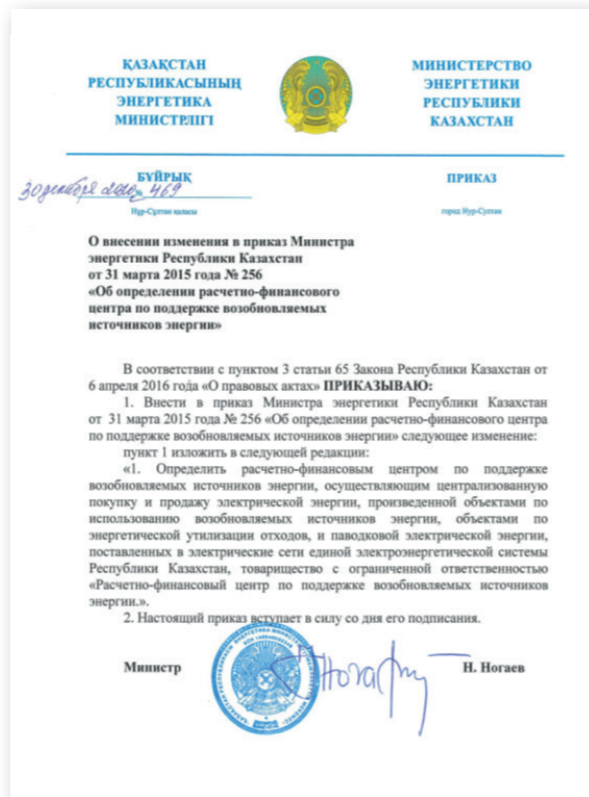 ҚАЗАҚСТАН
РЕСПУБЛИКАСЫНЫҢ
ЭНЕРГЕТИКА
МИНИСТРЛІГІ
МИНИСТЕРСТВО
ЭНЕРГЕТИКИ
РЕСПУБЛИКИ
КАЗАХСТАН
БҰЙРЫҚ
ПРИКАЗ
30 декабря 2020г № 469
Нұр-Сұлтан қаласы
город Нур-Султан
О внесении изменения в приказ Министра
энергетики Республики Казахстан
от 31 марта 2015 года № 256
«Об определении расчетно-финансового
центра по поддержке возобновляемых
источников энергии»
В соответствии с пунктом 3 статьи 65 Закона Республики Казахстан от
6 апреля 2016 года «О правовых актах» ПРИКАЗЫВАЮ:
1. Внести в приказ Министра энергетики Республики Казахстан
от 31 марта 2015 года № 256 «Об определении расчетно-финансового центра
по поддержке возобновляемых источников энергии» следующее изменение:
пункт 1 изложить в следующей редакции:
«1. Определить расчетно-финансовым центром по поддержке
возобновляемых источников энергии, осуществляющим централизованную
покупку и продажу электрической энергии, произведенной объектами по
использованию возобновляемых источников энергии, объектами по
энергетической утилизации отходов, и паводковой электрической энергии,
поставленных в электрические сети единой электроэнергетической системы
Республики Казахстан, товарищество с ограниченной ответственностью
«Расчетно-финансовый центр по поддержке возобновляемых источников
энергии.».
2. Настоящий приказ вступает в силу со дня его подписания.
Министр
Н. Ногаев